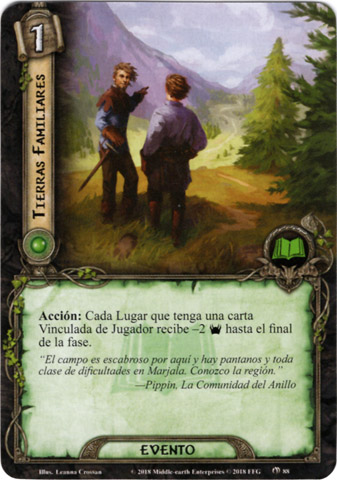 1
TIERRAS FAMILIARES
Acción: Cada Lugar que tenga una carta
Vinculada de Jugador recibe –2 hasta el final
de la fase.
“El campo es escabroso por aquí y hay pantanos y toda
clase de dificultades en Marjala. Conozco la región.”
—Pippin, La Comunidad del Anillo
EVENTO
Illus. Leanna Crossan © 2018 Middle-earth Enterprises © 2018 FFG 88